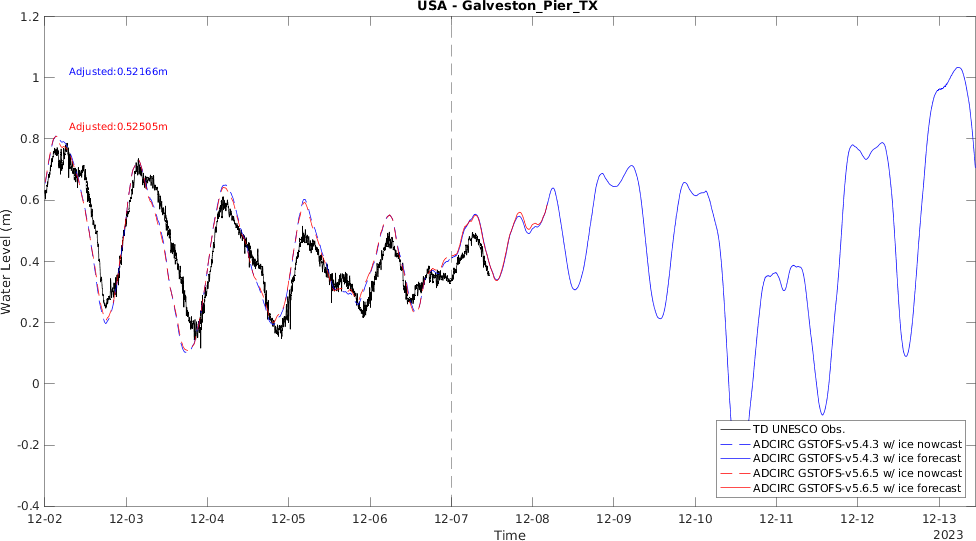 USA - Galveston_Pier_TX
1.2
1
0.8
0.6
0.4
0.2
0
-0.2
-0.4
Water Level (m)
Adjusted:0.52166m
Adjusted:0.52505m
TD UNESCO Obs.
ADCIRC GSTOFS-v5.4.3 w/ ice nowcast
ADCIRC GSTOFS-v5.4.3 w/ ice forecast
ADCIRC GSTOFS-v5.6.5 w/ ice nowcast
ADCIRC GSTOFS-v5.6.5 w/ ice forecast
12-02 12-03 12-04 12-05 12-06 12-07 12-08 12-09 12-10 12-11 12-12 12-13
Time
2023